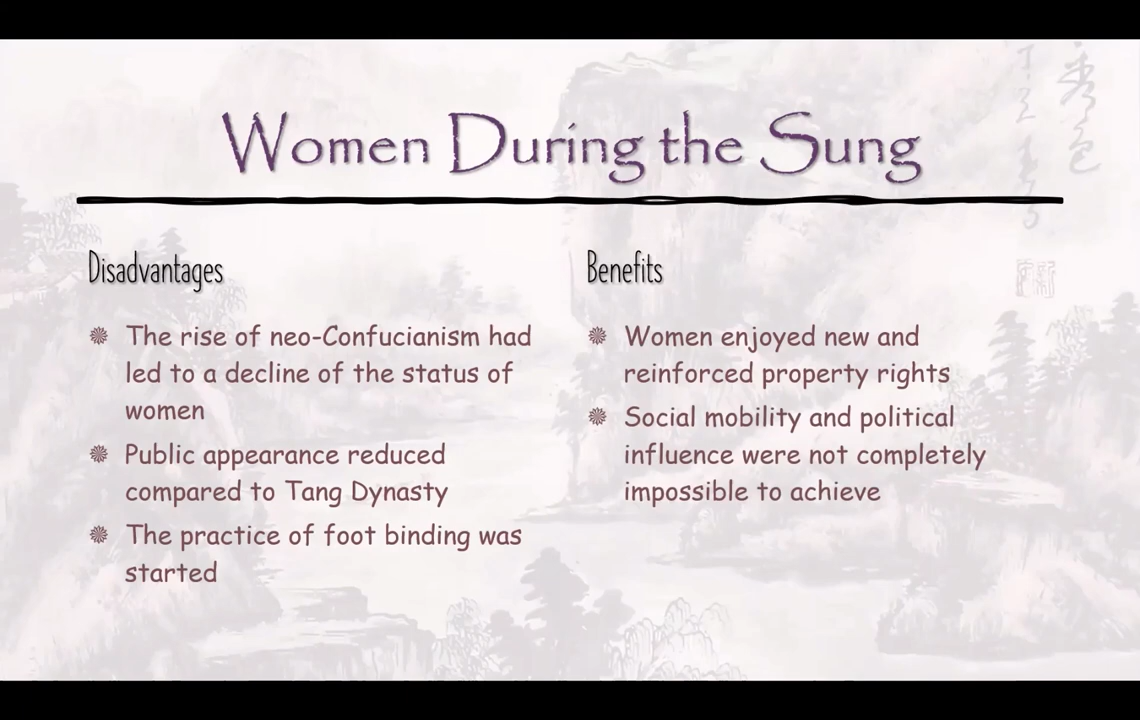 Women During the Sung
Disadvantages
The rise of neo-Confucianism had
led to a decline of the status of
women
Public appearance reduced
compared to Tang Dynasty
The practice of foot binding was
started
Benefits
Women enjoyed new and
reinforced property rights
Social mobility and political
influence were not completely
impossible to achieve